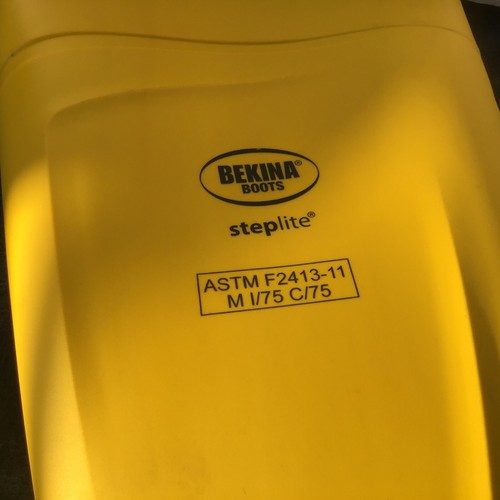 BEKINA®
BOOTS
steplite®
ASTM F2413-11
M I/75 C/75